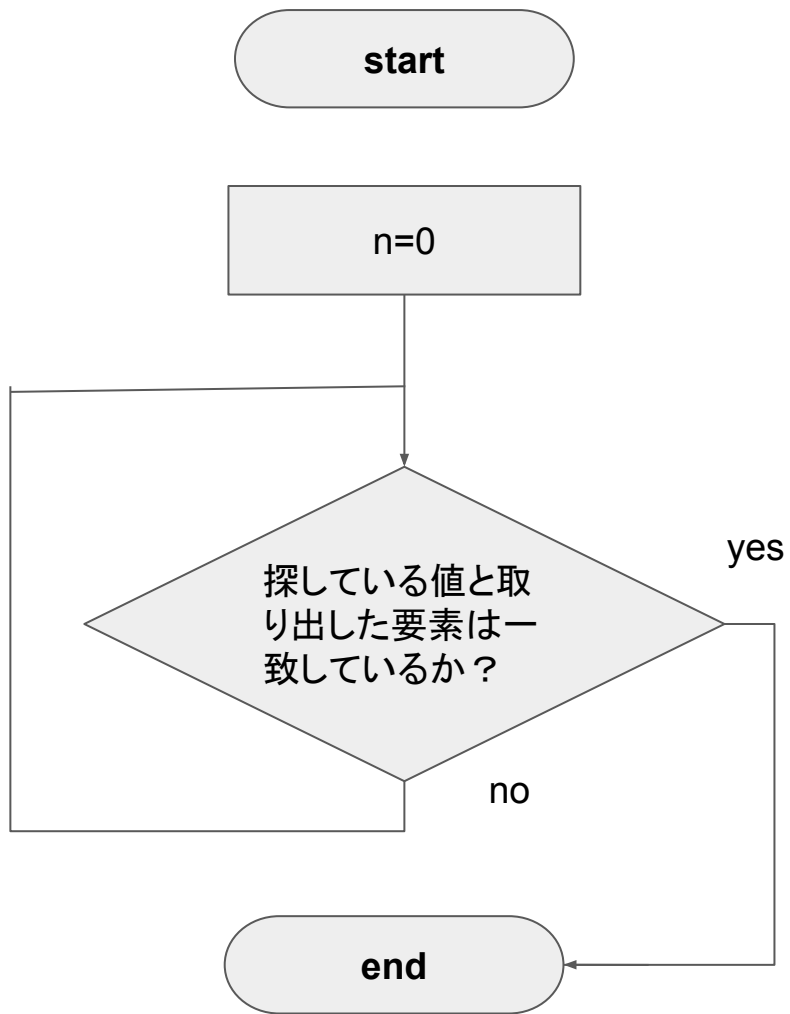 start
n=0
yes
探している値と取
り出した要素は一
致しているか？
no
end